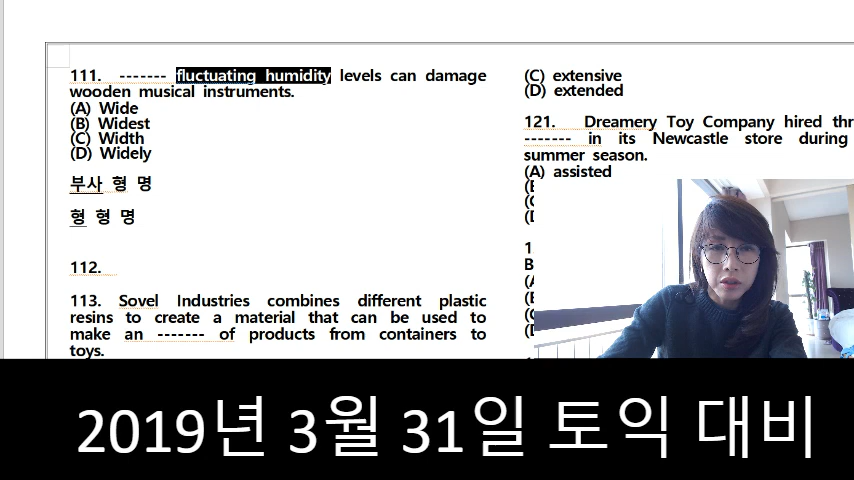 111. ------- fluctuating humidity levels can damage
wooden musical instruments.
(A) Wide
(B) Widest
(C) Width
(D) Widely
부사 형 명
형 형 명
112.
113. Sovel Industries combines different plastic
resins to create a material that can be used to
make an ------- of products from containers to
toys.
(C) extensive
(D) extended
121. Dreamery Toy Company hired
------- in its Newcastle store during
summer season.
(A) assisted
2019년 3월 31일 토익 대비